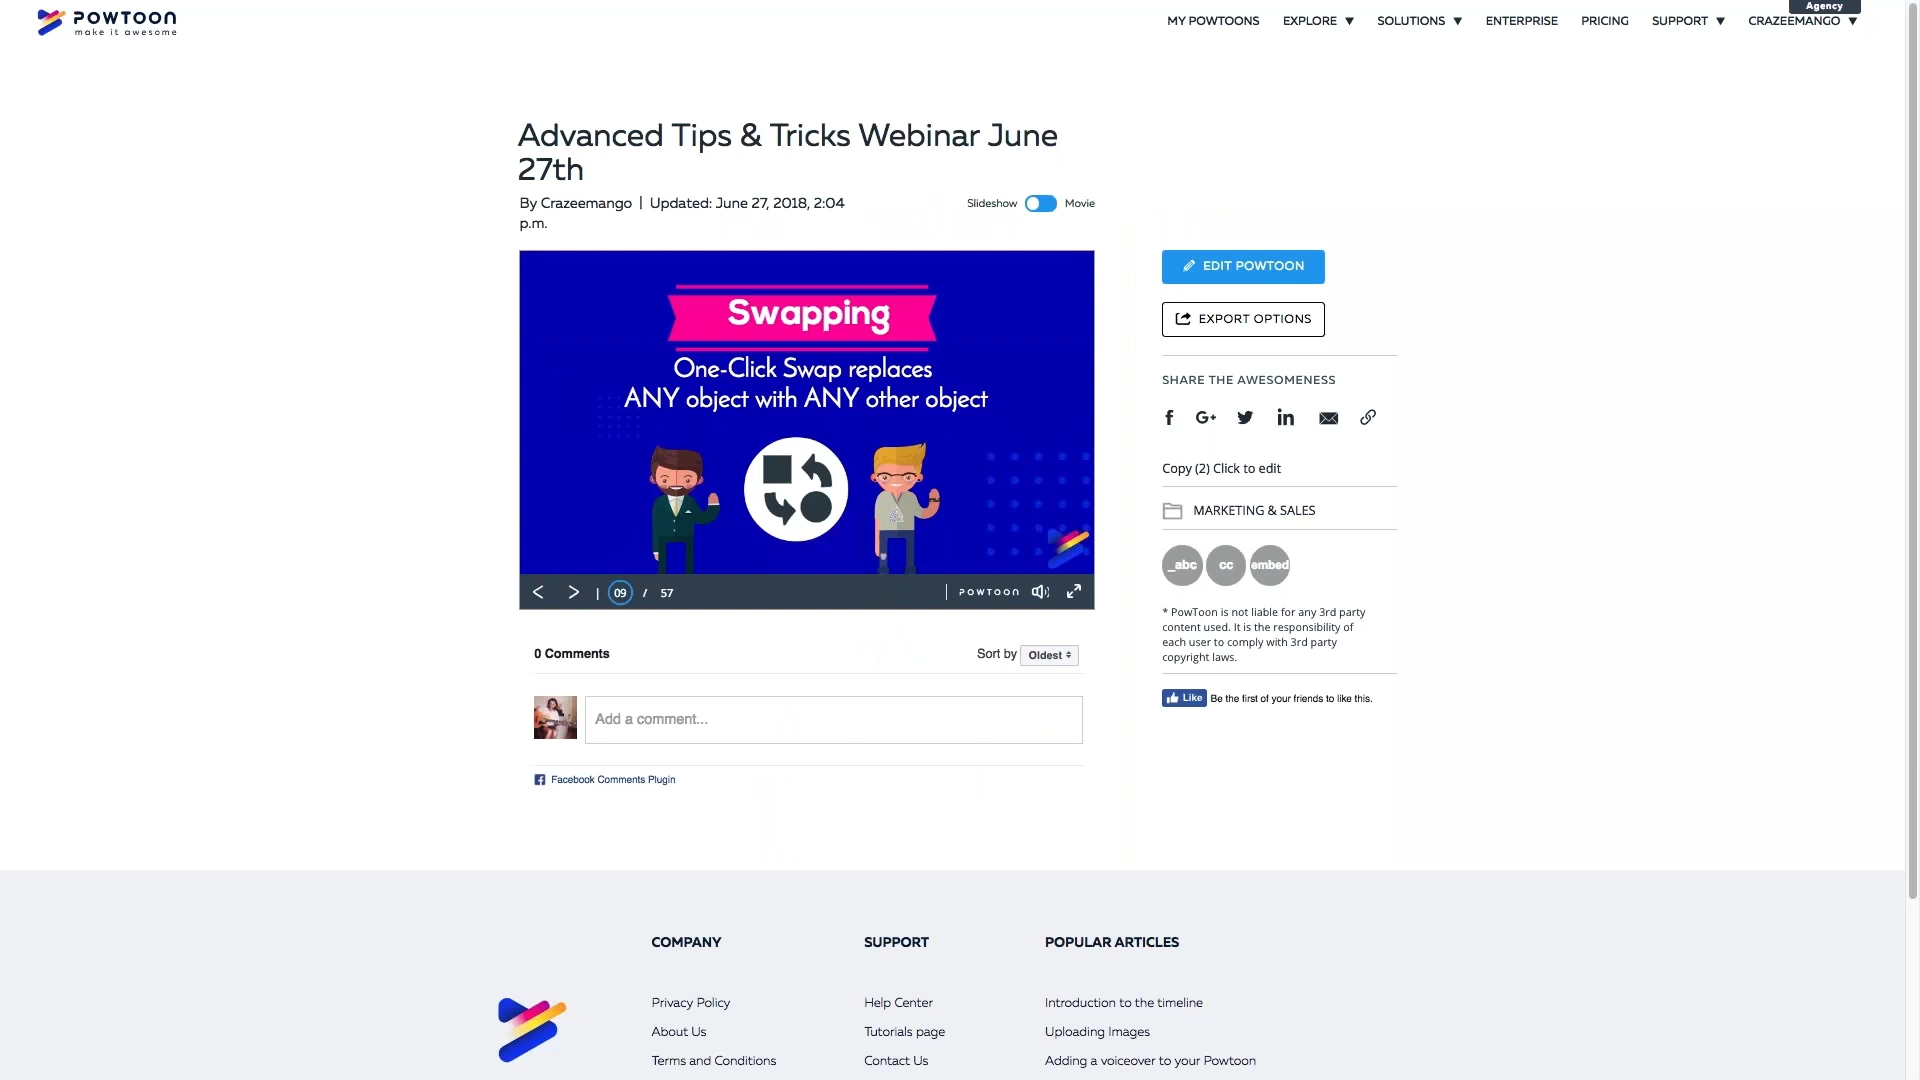 POWTOON
make it awesome
MY POWTOONS
EXPLORE ▼
SOLUTIONS ▼
ENTERPRISE
PRICING
SUPPORT ▼
Agency
CRAZEEMANGO ▼
Advanced Tips & Tricks Webinar June
27th
By Crazeemango | Updated: June 27, 2018, 2:04
p.m.
Slideshow
Movie
Swapping
One-Click Swap replaces
ANY object with ANY other object
< > | 09 / 57
POWTOON
EDIT POWTOON
EXPORT OPTIONS
SHARE THE AWESOMENESS
f G+ in
Copy (2) Click to edit
MARKETING & SALES
_abc cc embed
* PowToon is not liable for any 3rd party
content used. It is the responsibility of
each user to comply with 3rd party
copyright laws.
Like Be the first of your friends to like this.
0 Comments
Sort by Oldest
Add a comment...
Facebook Comments Plugin
COMPANY
Privacy Policy
About Us
Terms and Conditions
SUPPORT
Help Center
Tutorials page
Contact Us
POPULAR ARTICLES
Introduction to the timeline
Uploading Images
Adding a voiceover to your Powtoon